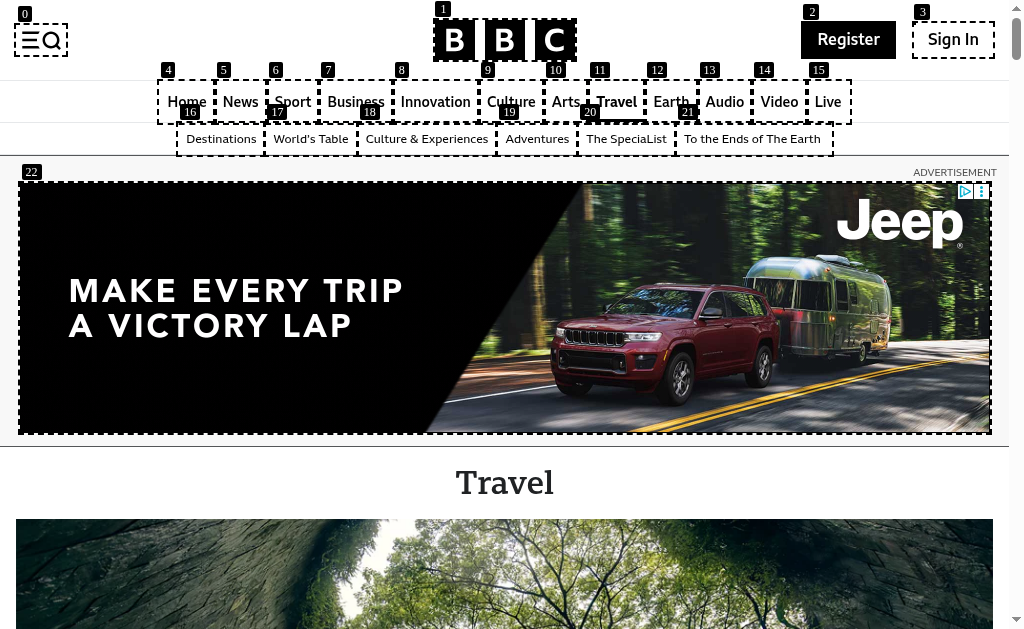 0
1
2
3
B B C
Register
Sign In
4
5
6
7
8
9
10
11
12
13
14
15
Home
News
Sport
Business
Innovation
Culture
Arts
Travel
Earth
Audio
Video
Live
16
17
18
19
20
21
Destinations
World's Table
Culture & Experiences
Adventures
The SpeciaList
To the Ends of The Earth
22
ADVERTISEMENT
Jeep
MAKE EVERY TRIP
A VICTORY LAP
Travel